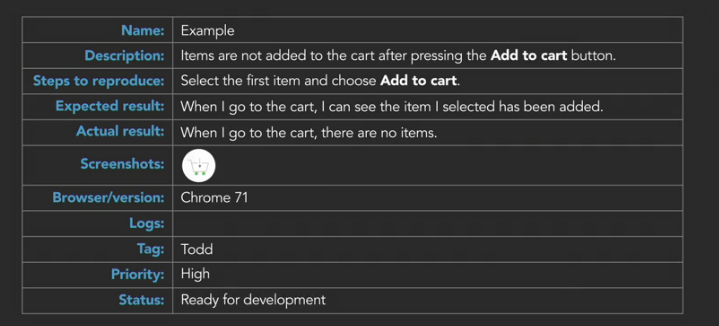 Name: Example
Description: Items are not added to the cart after pressing the Add to cart button.
Steps to reproduce: Select the first item and choose Add to cart.
Expected result: When I go to the cart, I can see the item I selected has been added.
Actual result: When I go to the cart, there are no items.
Screenshots:
Browser/version: Chrome 71
Logs:
Tag: Todd
Priority: High
Status: Ready for development